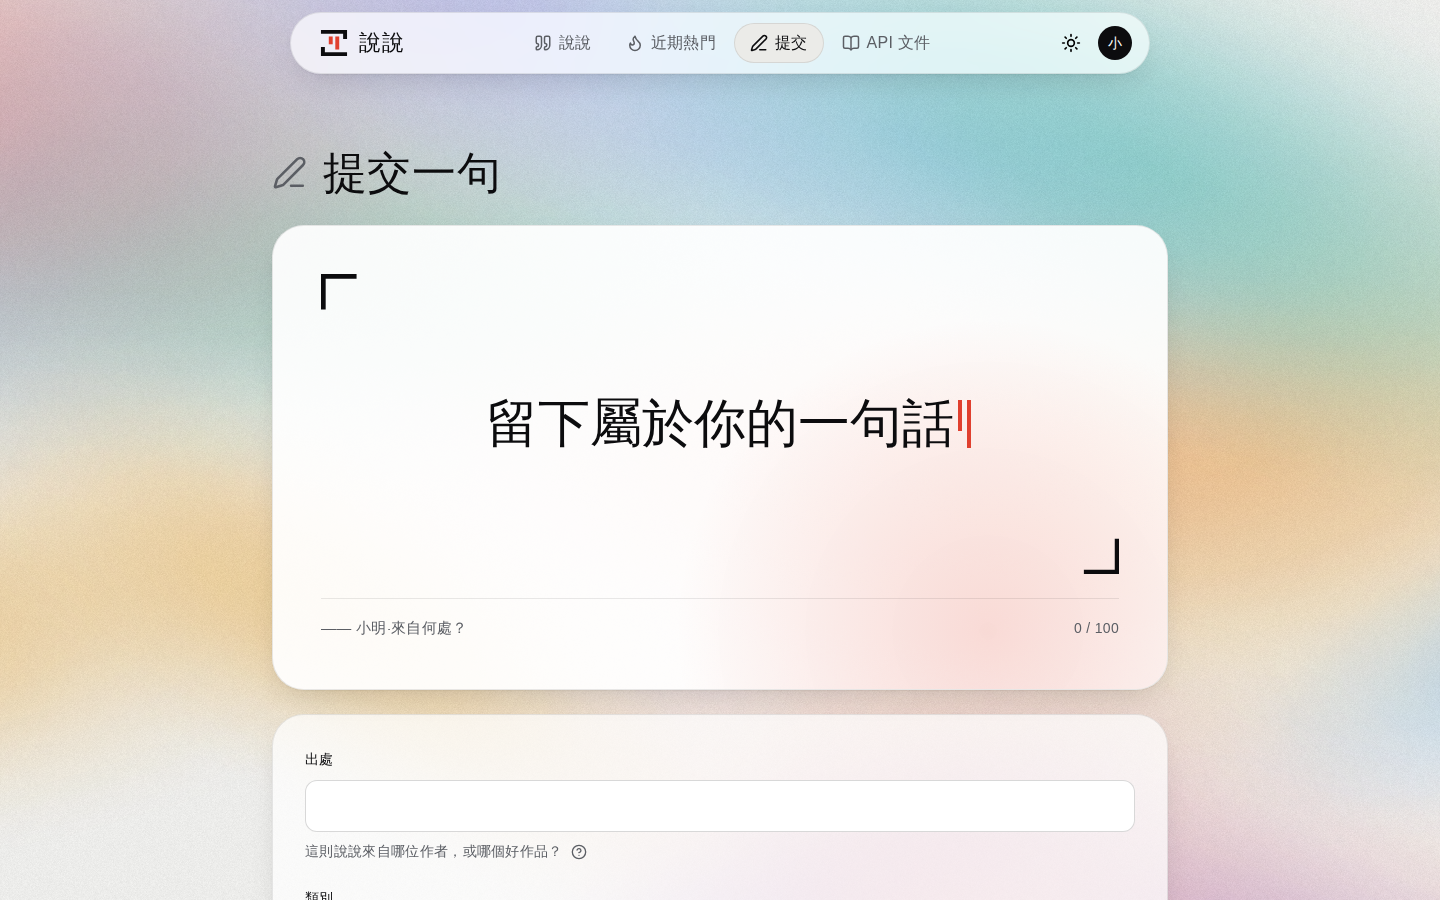 說說
說說
近期熱門
提交
API 文件
小
提交一句
留下屬於你的一句話
—— 小明·來自何處？
0 / 100
出處
這則說說來自哪位作者，或哪個好作品？
類別